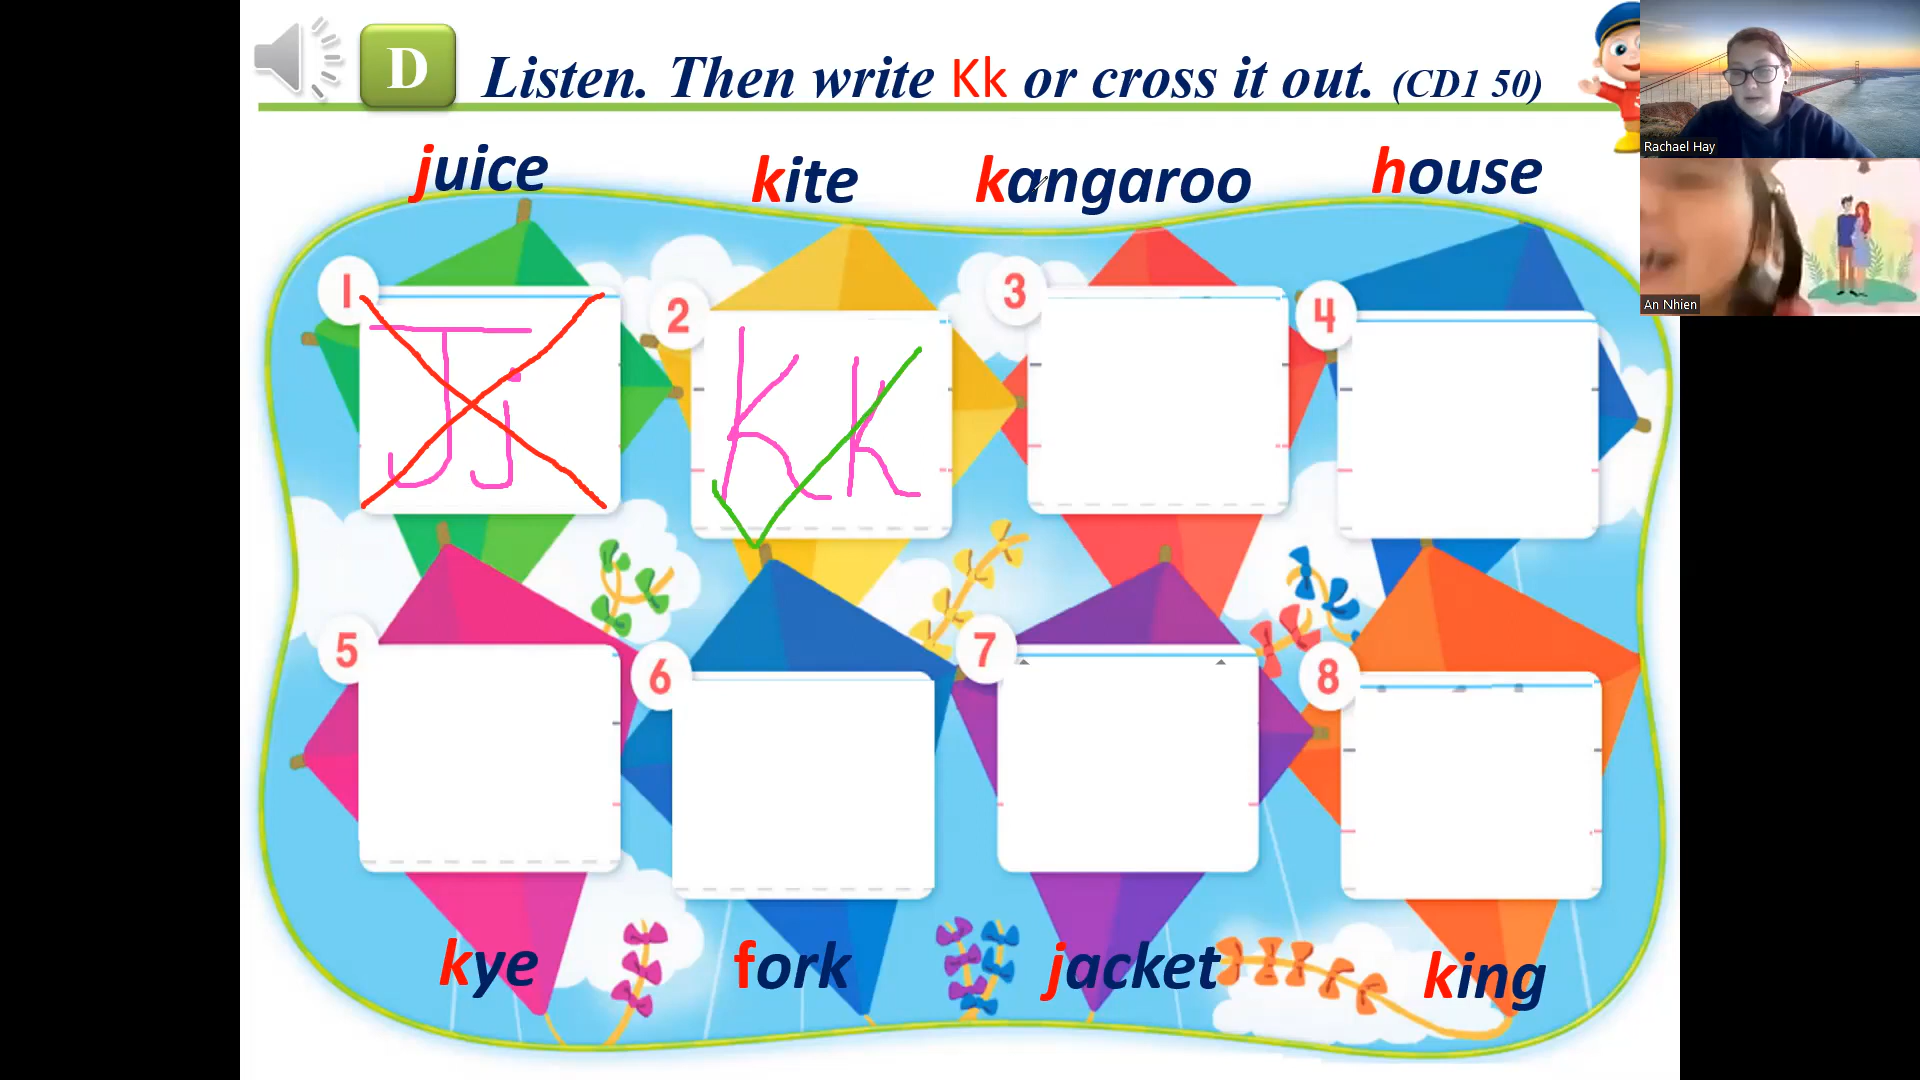 D Listen. Then write Kk or cross it out. (CD1 50)
Rachael Hay
juice kite kangaroo house
An Nhien
1 2 3 4
Jj Kk
5 6 7 8
kye fork jacket king